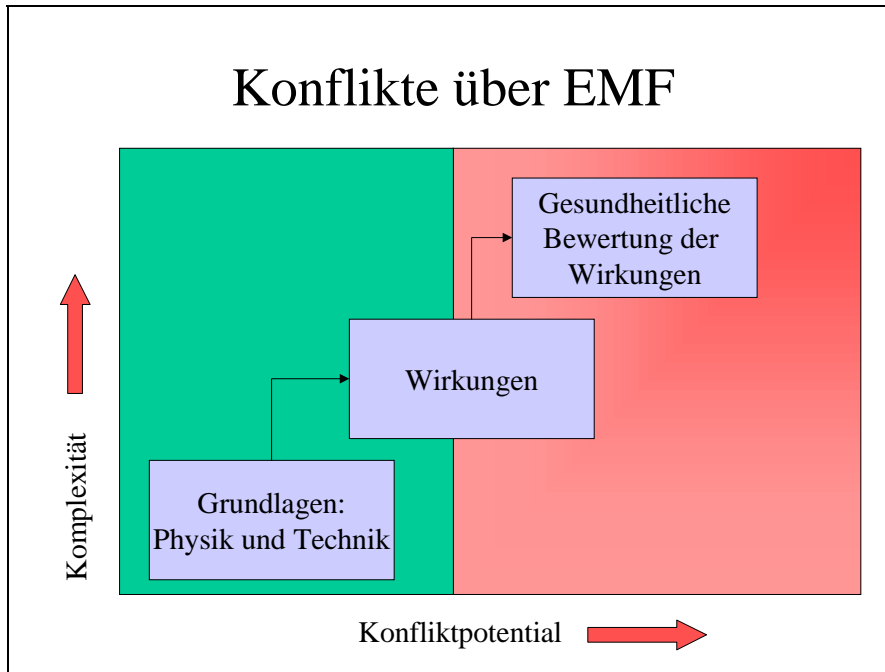 Konflikte über EMF
Gesundheitliche
Bewertung der
Wirkungen
Wirkungen
Grundlagen:
Physik und Technik
Komplexität
Konfliktpotential